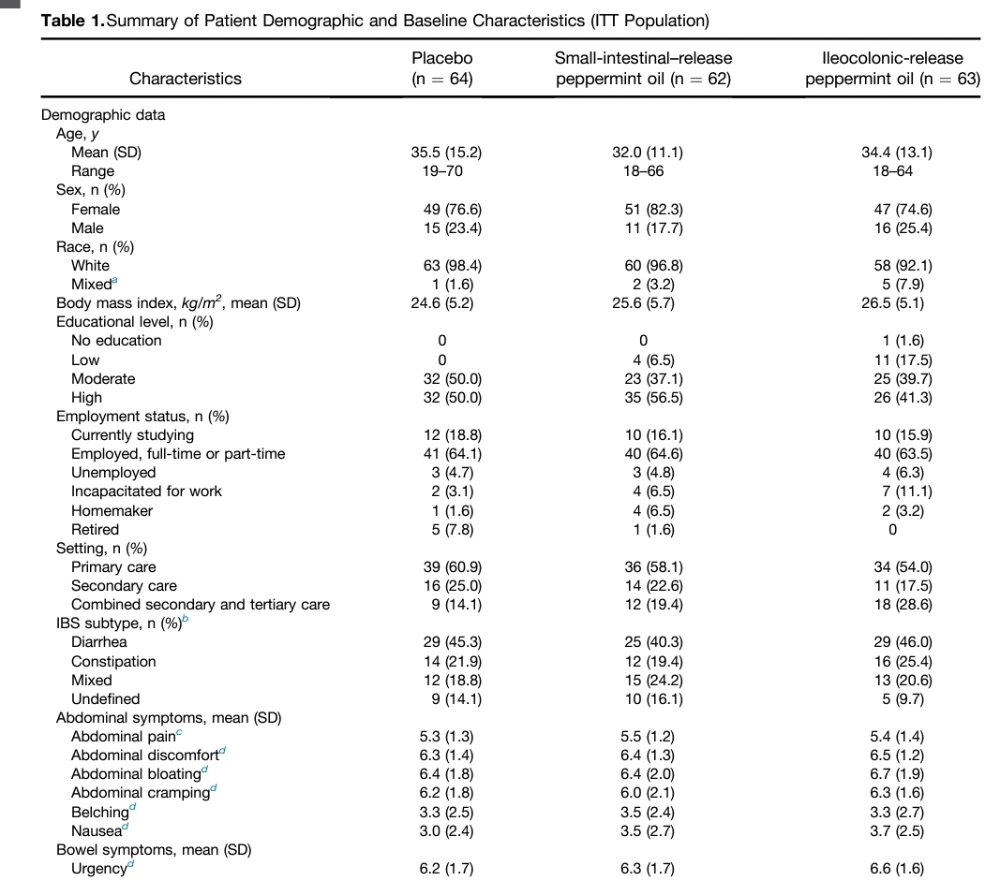 Table 1. Summary of Patient Demographic and Baseline Characteristics (ITT Population)
Characteristics Placebo (n = 64) Small-intestinal–release peppermint oil (n = 62) Ileocolonic-release peppermint oil (n = 63)
Demographic data
Age, y
Mean (SD) 35.5 (15.2) 32.0 (11.1) 34.4 (13.1)
Range 19–70 18–66 18–64
Sex, n (%)
Female 49 (76.6) 51 (82.3) 47 (74.6)
Male 15 (23.4) 11 (17.7) 16 (25.4)
Race, n (%)
White 63 (98.4) 60 (96.8) 58 (92.1)
Mixed^a 1 (1.6) 2 (3.2) 5 (7.9)
Body mass index, kg/m², mean (SD) 24.6 (5.2) 25.6 (5.7) 26.5 (5.1)
Educational level, n (%)
No education 0 0 1 (1.6)
Low 0 4 (6.5) 11 (17.5)
Moderate 32 (50.0) 23 (37.1) 25 (39.7)
High 32 (50.0) 35 (56.5) 26 (41.3)
Employment status, n (%)
Currently studying 12 (18.8) 10 (16.1) 10 (15.9)
Employed, full-time or part-time 41 (64.1) 40 (64.6) 40 (63.5)
Unemployed 3 (4.7) 3 (4.8) 4 (6.3)
Incapacitated for work 2 (3.1) 4 (6.5) 7 (11.1)
Homemaker 1 (1.6) 4 (6.5) 2 (3.2)
Retired 5 (7.8) 1 (1.6) 0
Setting, n (%)
Primary care 39 (60.9) 36 (58.1) 34 (54.0)
Secondary care 16 (25.0) 14 (22.6) 11 (17.5)
Combined secondary and tertiary care 9 (14.1) 12 (19.4) 18 (28.6)
IBS subtype, n (%)^b
Diarrhea 29 (45.3) 25 (40.3) 29 (46.0)
Constipation 14 (21.9) 12 (19.4) 16 (25.4)
Mixed 12 (18.8) 15 (24.2) 13 (20.6)
Undefined 9 (14.1) 10 (16.1) 5 (9.7)
Abdominal symptoms, mean (SD)
Abdominal pain^c 5.3 (1.3) 5.5 (1.2) 5.4 (1.4)
Abdominal discomfort^d 6.3 (1.4) 6.4 (1.3) 6.5 (1.2)
Abdominal bloating^d 6.4 (1.8) 6.4 (2.0) 6.7 (1.9)
Abdominal cramping^d 6.2 (1.8) 6.0 (2.1) 6.3 (1.6)
Belching^d 3.3 (2.5) 3.5 (2.4) 3.3 (2.7)
Nausea^d 3.0 (2.4) 3.5 (2.7) 3.7 (2.5)
Bowel symptoms, mean (SD)
Urgency^d 6.2 (1.7) 6.3 (1.7) 6.6 (1.6)